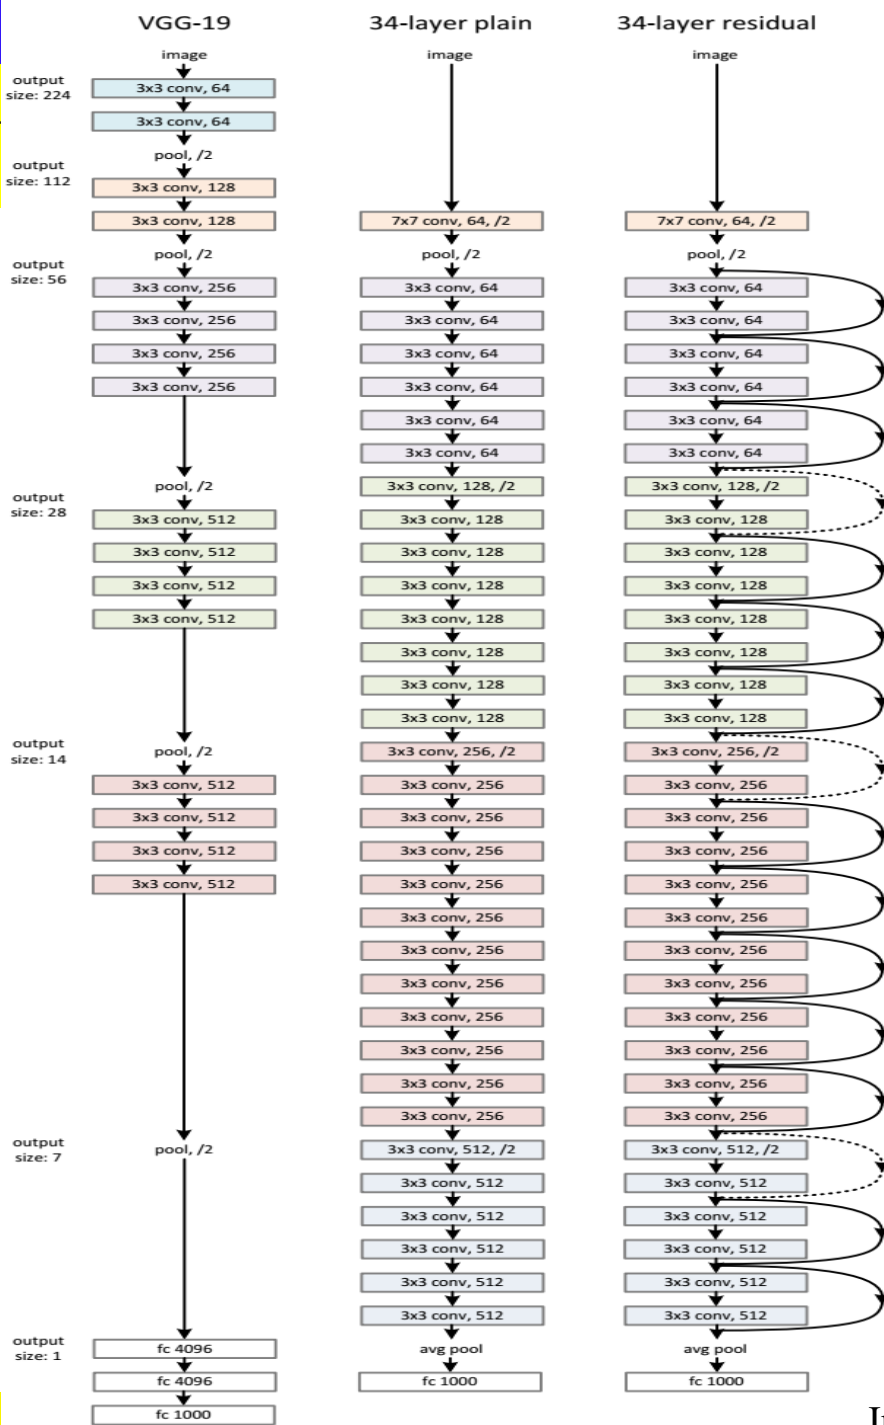 output
size: 224
output
size: 112
output
size: 56
output
size: 28
output
size: 14
output
size: 7
output
size: 1
VGG-19
image
3x3 conv, 64
3x3 conv, 64
pool, /2
3x3 conv, 128
3x3 conv, 128
pool, /2
3x3 conv, 256
3x3 conv, 256
3x3 conv, 256
3x3 conv, 256
pool, /2
3x3 conv, 512
3x3 conv, 512
3x3 conv, 512
3x3 conv, 512
pool, /2
3x3 conv, 512
3x3 conv, 512
3x3 conv, 512
3x3 conv, 512
pool, /2
fc 4096
fc 4096
fc 1000
34-layer plain
image
7x7 conv, 64, /2
pool, /2
3x3 conv, 64
3x3 conv, 64
3x3 conv, 64
3x3 conv, 64
3x3 conv, 64
3x3 conv, 64
3x3 conv, 128, /2
3x3 conv, 128
3x3 conv, 128
3x3 conv, 128
3x3 conv, 128
3x3 conv, 128
3x3 conv, 128
3x3 conv, 128
3x3 conv, 256, /2
3x3 conv, 256
3x3 conv, 256
3x3 conv, 256
3x3 conv, 256
3x3 conv, 256
3x3 conv, 256
3x3 conv, 256
3x3 conv, 256
3x3 conv, 256
3x3 conv, 256
3x3 conv, 256
3x3 conv, 512, /2
3x3 conv, 512
3x3 conv, 512
3x3 conv, 512
3x3 conv, 512
3x3 conv, 512
avg pool
fc 1000
34-layer residual
image
7x7 conv, 64, /2
pool, /2
3x3 conv, 64
3x3 conv, 64
3x3 conv, 64
3x3 conv, 64
3x3 conv, 64
3x3 conv, 64
3x3 conv, 128, /2
3x3 conv, 128
3x3 conv, 128
3x3 conv, 128
3x3 conv, 128
3x3 conv, 128
3x3 conv, 128
3x3 conv, 128
3x3 conv, 256, /2
3x3 conv, 256
3x3 conv, 256
3x3 conv, 256
3x3 conv, 256
3x3 conv, 256
3x3 conv, 256
3x3 conv, 256
3x3 conv, 256
3x3 conv, 256
3x3 conv, 256
3x3 conv, 256
3x3 conv, 512, /2
3x3 conv, 512
3x3 conv, 512
3x3 conv, 512
3x3 conv, 512
3x3 conv, 512
avg pool
fc 1000